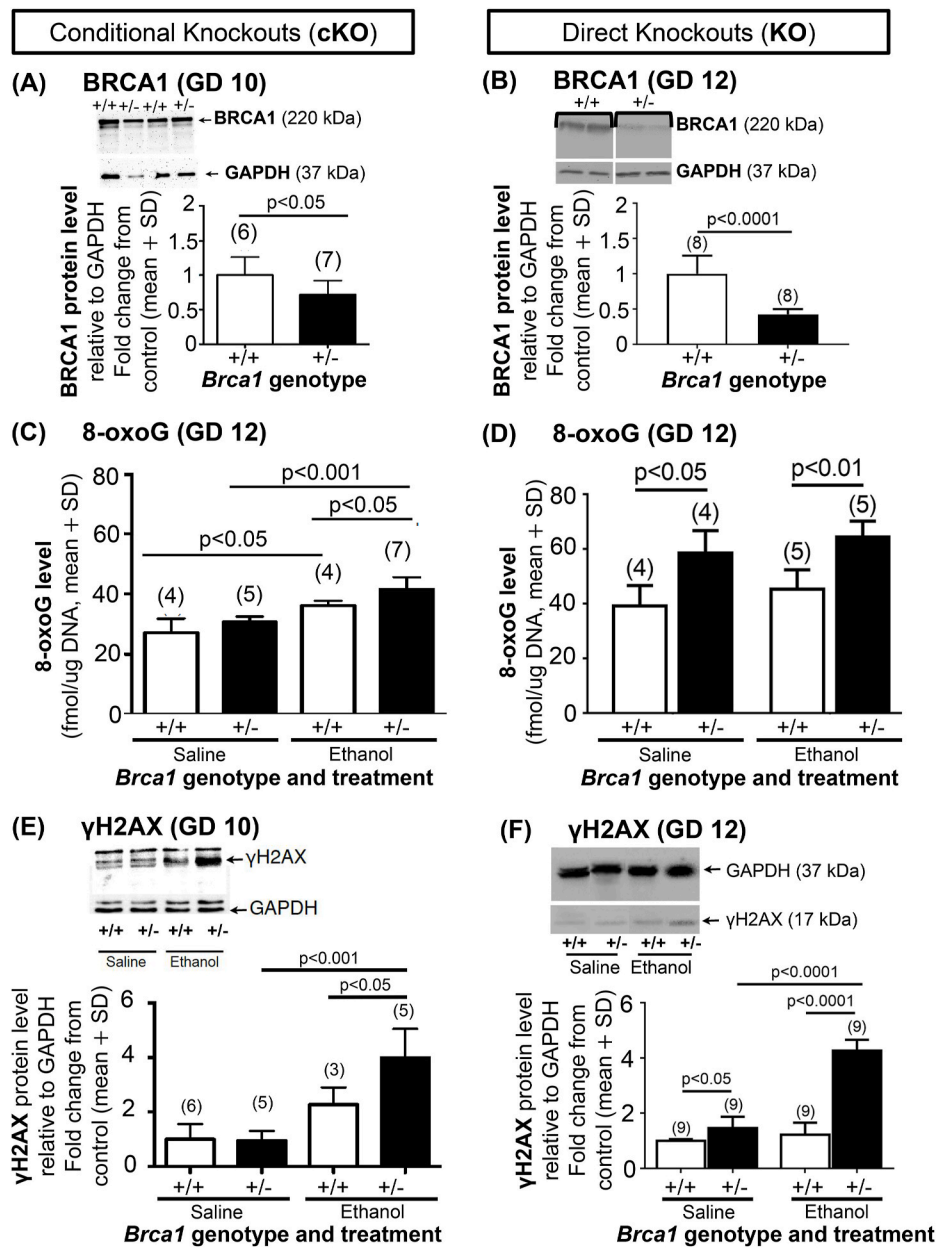 Conditional Knockouts (cKO)
Direct Knockouts (KO)
(A) BRCA1 (GD 10)
+/+ +/- +/+ +/-
BRCA1 (220 kDa)
GAPDH (37 kDa)
BRCA1 protein level
relative to GAPDH
Fold change from
control (mean + SD)
2
1.5
1
0.5
0
p<0.05
(6)
(7)
+/+ +/-
Brca1 genotype
(B) BRCA1 (GD 12)
+/+ +/-
BRCA1 (220 kDa)
GAPDH (37 kDa)
BRCA1 protein level
relative to GAPDH
Fold change from
control (mean + SD)
2
1.5
1
0.5
0
p<0.0001
(8)
(8)
+/+ +/-
Brca1 genotype
(C) 8-oxoG (GD 12)
8-oxoG level
(fmol/ug DNA, mean + SD)
80
60
40
20
0
p<0.001
p<0.05
p<0.05
(4)
(5)
(4)
(7)
+/+ +/- +/+ +/-
Saline Ethanol
Brca1 genotype and treatment
(D) 8-oxoG (GD 12)
8-oxoG level
(fmol/ug DNA, mean + SD)
80
60
40
20
0
p<0.05
p<0.01
(4)
(4)
(5)
(5)
+/+ +/- +/+ +/-
Saline Ethanol
Brca1 genotype and treatment
(E) γH2AX (GD 10)
γH2AX
GAPDH
+/+ +/- +/+ +/-
Saline Ethanol
γH2AX protein level
relative to GAPDH
Fold change from
control (mean + SD)
6
4
2
0
p<0.001
p<0.05
(6)
(5)
(3)
(5)
+/+ +/- +/+ +/-
Saline Ethanol
Brca1 genotype and treatment
(F) γH2AX (GD 12)
GAPDH (37 kDa)
γH2AX (17 kDa)
+/+ +/- +/+ +/-
Saline Ethanol
γH2AX protein level
relative to GAPDH
Fold change from
control (mean + SD)
6
4
2
0
p<0.0001
p<0.0001
p<0.05
(9)
(9)
(9)
(9)
+/+ +/- +/+ +/-
Saline Ethanol
Brca1 genotype and treatment